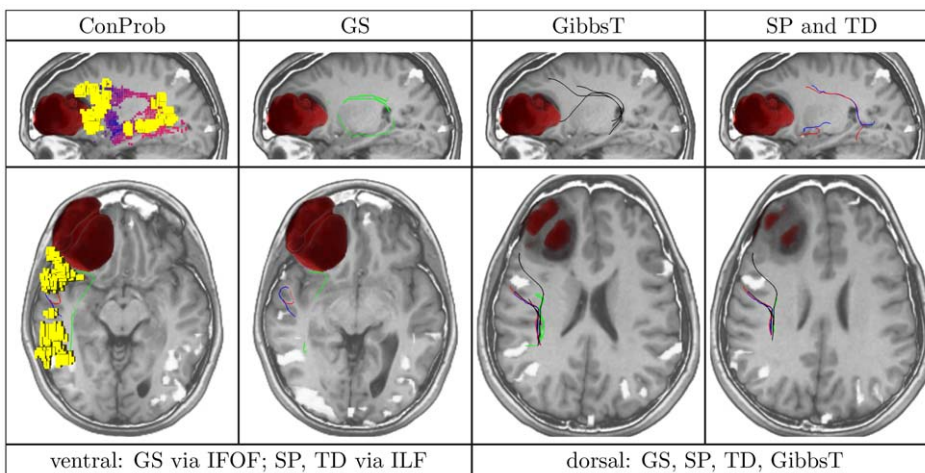 ConProb
GS
GibbsT
SP and TD
ventral: GS via IFOF; SP, TD via ILF
dorsal: GS, SP, TD, GibbsT